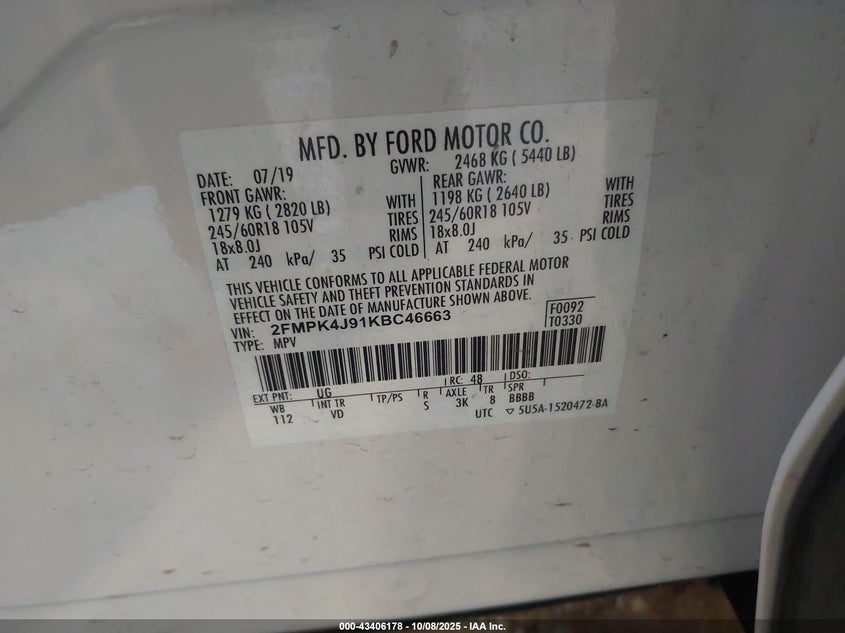 MFD. BY FORD MOTOR CO.
DATE: 07/19 GVWR: 2468 KG ( 5440 LB)
FRONT GAWR: REAR GAWR:
1279 KG ( 2820 LB) WITH 1198 KG ( 2640 LB) WITH
245/60R18 105V TIRES 245/60R18 105V TIRES
18x8.0J RIMS 18x8.0J RIMS
AT 240 kPa/ 35 PSI COLD AT 240 kPa/ 35 PSI COLD
THIS VEHICLE CONFORMS TO ALL APPLICABLE FEDERAL MOTOR
VEHICLE SAFETY AND THEFT PREVENTION STANDARDS IN
EFFECT ON THE DATE OF MANUFACTURE SHOWN ABOVE.
VIN: 2FMPK4J91KBC46663 F0092
TYPE: MPV T0330
EXT PNT: UG RC: 48 DSO:
WB INT TR TP/PS R AXLE TR SPR
112 VD S 3K 8 BBBB
UTC ▽ 5U5A-1520472-BA
000-43406178 - 10/08/2025 - IAA Inc.